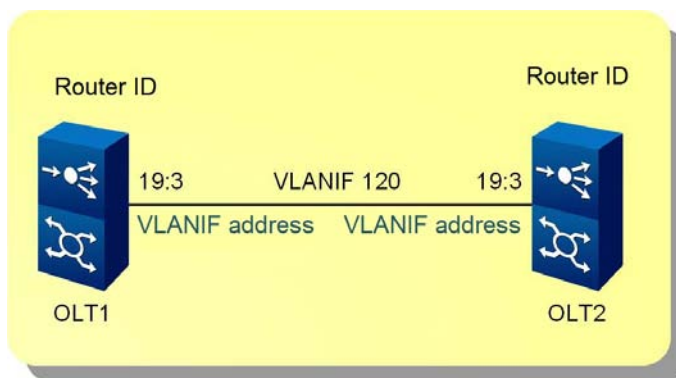 Router ID
Router ID
19:3 VLANIF 120 19:3
VLANIF address VLANIF address
OLT1
OLT2